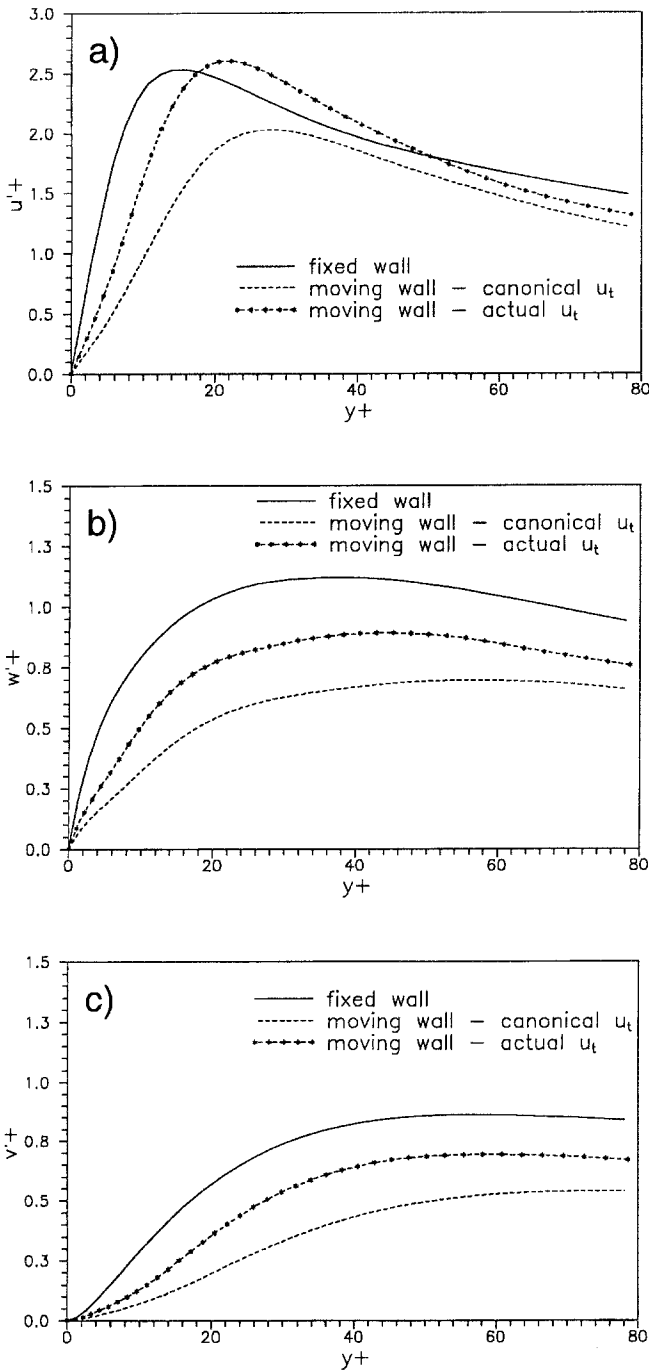 a)
3.0
2.5
2.0
1.5
1.0
0.5
0.0
u'+
fixed wall
moving wall – canonical uₜ
moving wall – actual uₜ
0 20 40 60 80
y+
b)
1.5
1.3
1.0
0.8
0.5
0.3
0.0
w'+
fixed wall
moving wall – canonical uₜ
moving wall – actual uₜ
0 20 40 60 80
y+
c)
1.5
1.3
1.0
0.8
0.5
0.3
0.0
v'+
fixed wall
moving wall – canonical uₜ
moving wall – actual uₜ
0 20 40 60 80
y+